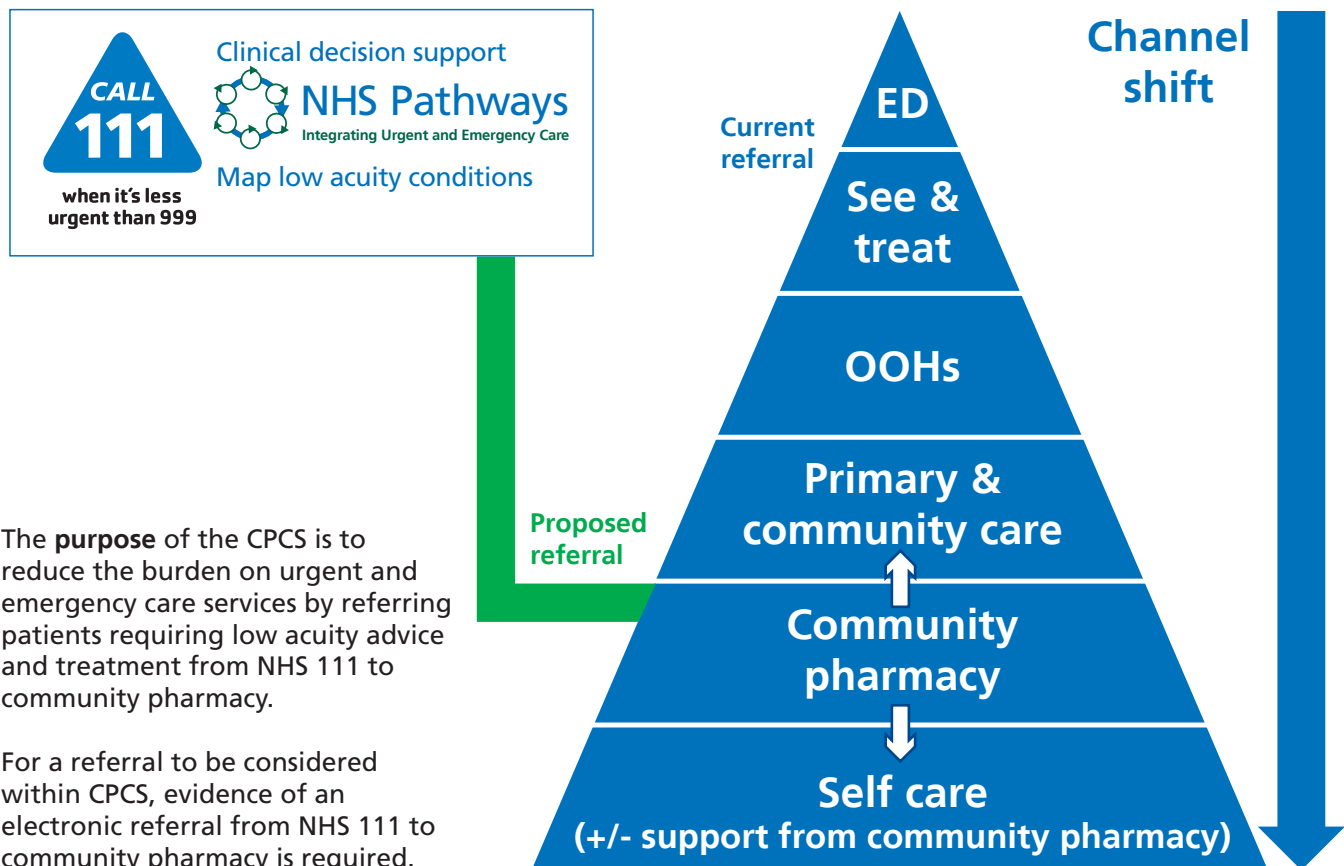 CALL
111
when it's less
urgent than 999
Clinical decision support
NHS Pathways
Integrating Urgent and Emergency Care
Map low acuity conditions
Channel
shift
Current
referral
ED
See &
treat
OOHs
Primary &
community care
Proposed
referral
Community
pharmacy
Self care
(+/- support from community pharmacy)
The purpose of the CPCS is to
reduce the burden on urgent and
emergency care services by referring
patients requiring low acuity advice
and treatment from NHS 111 to
community pharmacy.
For a referral to be considered
within CPCS, evidence of an
electronic referral from NHS 111 to
community pharmacy is required.